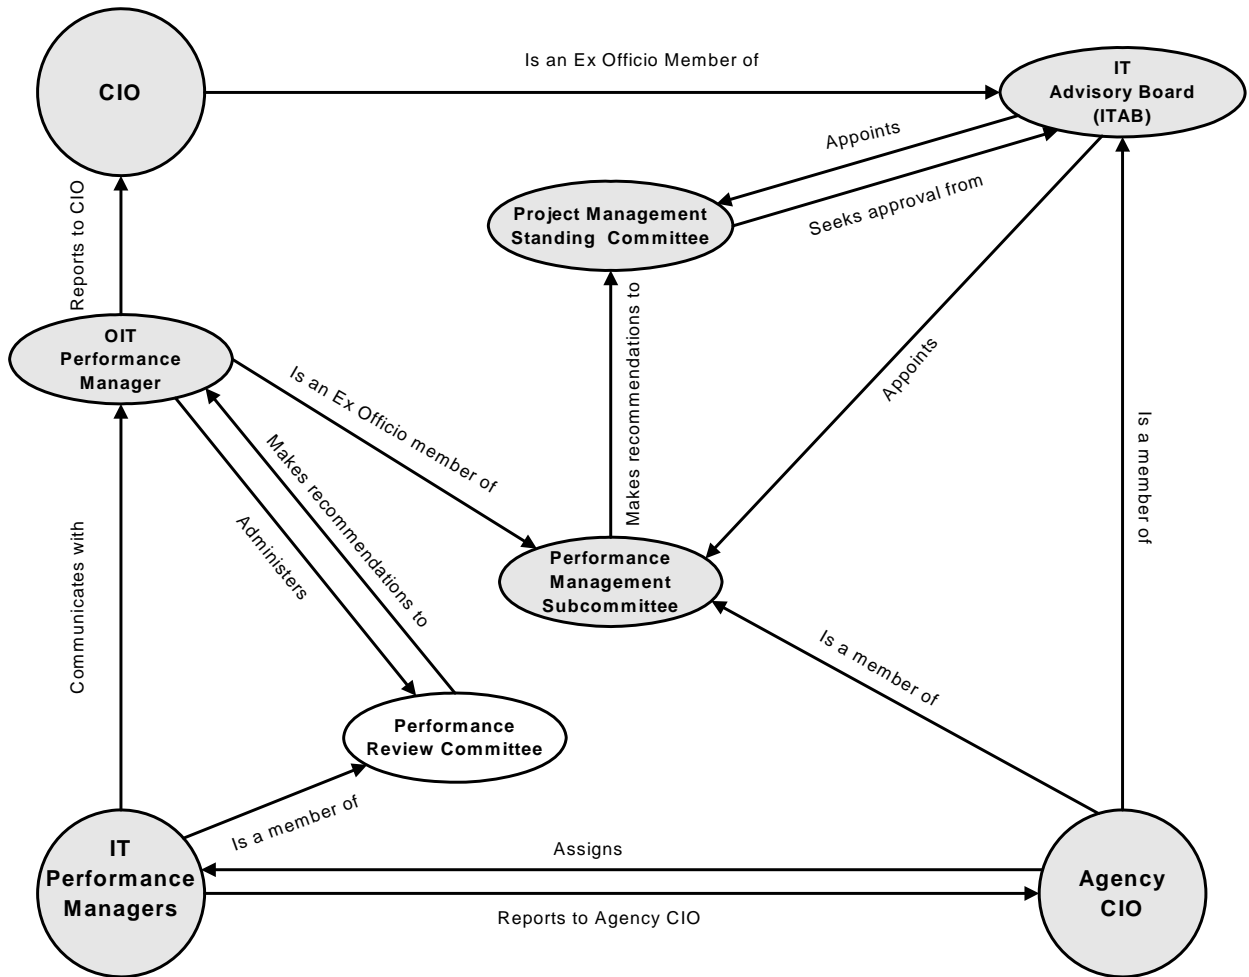 Is an Ex Officio Member of
CIO
IT
Advisory Board
(ITAB)
Appoints
Seeks approval from
Project Management
Standing Committee
Reports to CIO
OIT
Performance
Manager
Is an Ex Officio member of
Makes recommendations to
Appoints
Is a member of
Makes recommendations to
Administers
Communicates with
Performance
Management
Subcommittee
Is a member of
Performance
Review Committee
Is a member of
IT
Performance
Managers
Assigns
Reports to Agency CIO
Agency
CIO